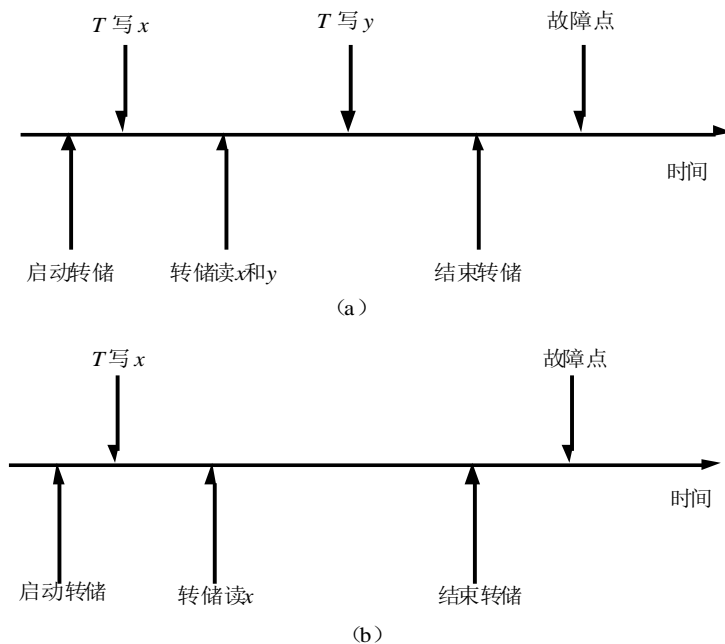 T 写 x T 写 y 故障点
时间
启动转储 转储读x和y 结束转储
（a）
T 写 x 故障点
时间
启动转储 转储读x 结束转储
（b）